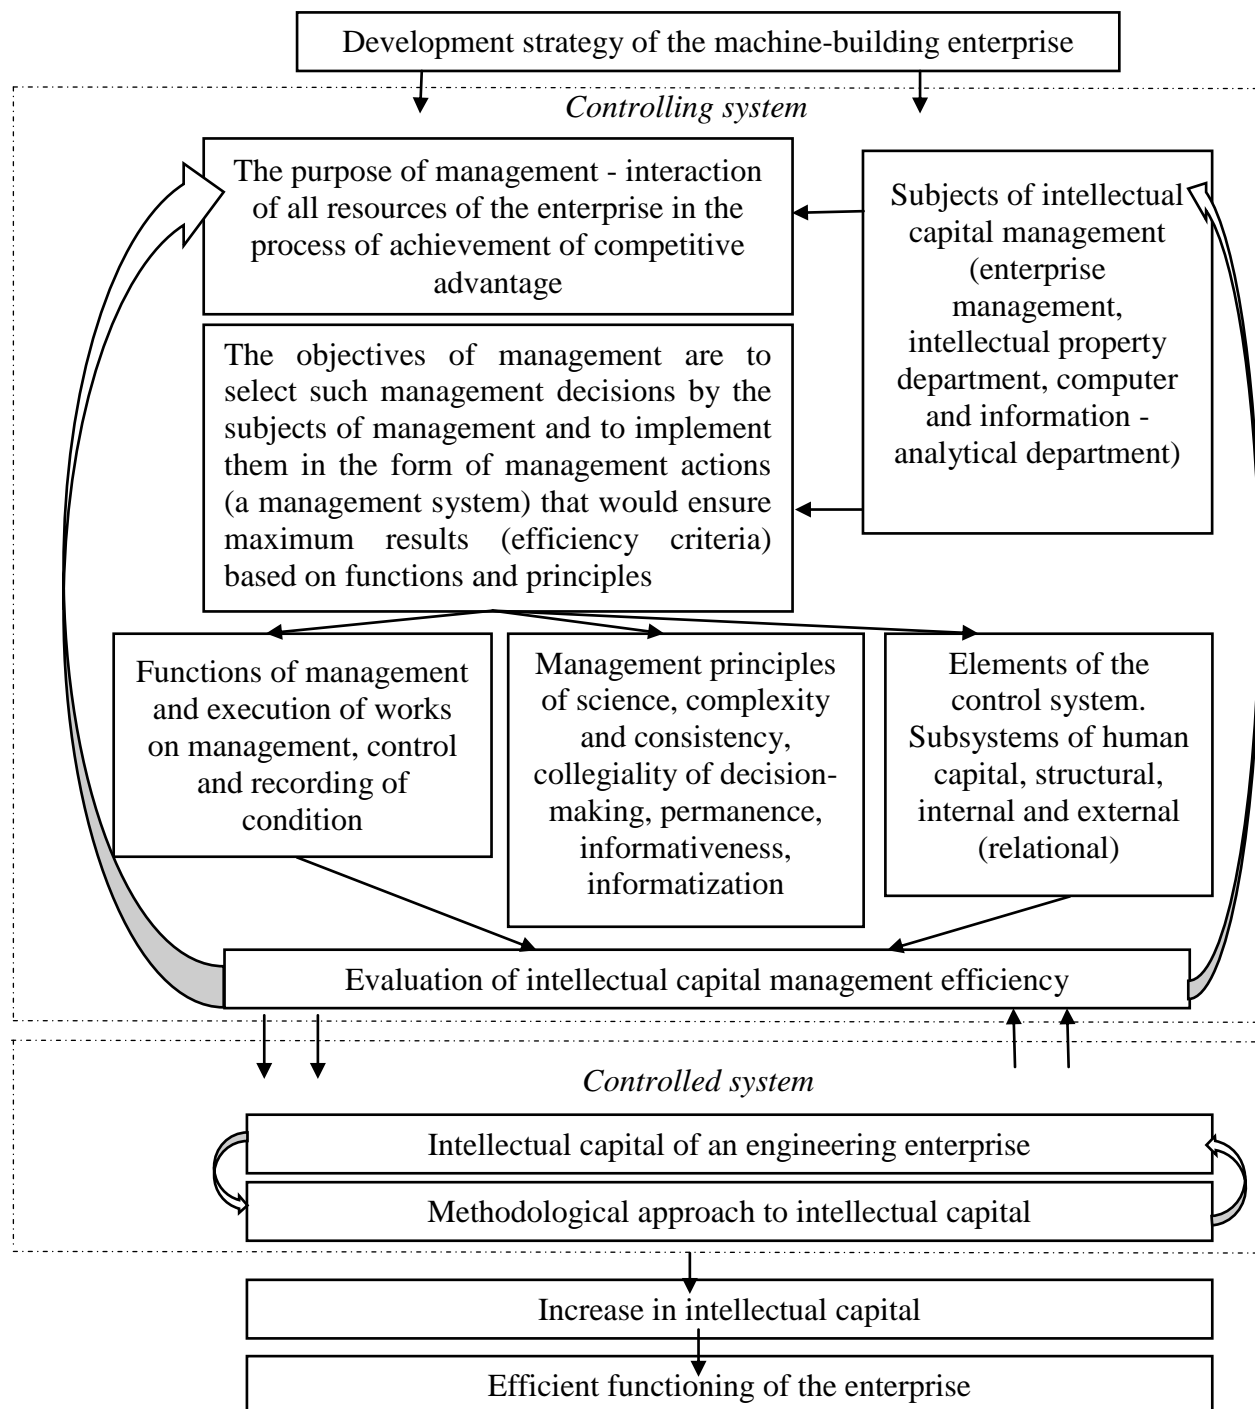 Development strategy of the machine-building enterprise
Controlling system
The purpose of management - interaction
of all resources of the enterprise in the
process of achievement of competitive
advantage
Subjects of intellectual
capital management
(enterprise
management,
intellectual property
department, computer
and information -
analytical department)
The objectives of management are to
select such management decisions by the
subjects of management and to implement
them in the form of management actions
(a management system) that would ensure
maximum results (efficiency criteria)
based on functions and principles
Functions of management
and execution of works
on management, control
and recording of
condition
Management principles
of science, complexity
and consistency,
collegiality of decision-
making, permanence,
informativeness,
informatization
Elements of the
control system.
Subsystems of human
capital, structural,
internal and external
(relational)
Evaluation of intellectual capital management efficiency
Controlled system
Intellectual capital of an engineering enterprise
Methodological approach to intellectual capital
Increase in intellectual capital
Efficient functioning of the enterprise